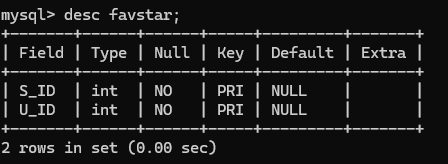 mysql> desc favstar;
+-------+------+------+-----+---------+-------+
| Field | Type | Null | Key | Default | Extra |
+-------+------+------+-----+---------+-------+
| S_ID  | int  | NO   | PRI | NULL    |       |
| U_ID  | int  | NO   | PRI | NULL    |       |
+-------+------+------+-----+---------+-------+
2 rows in set (0.00 sec)